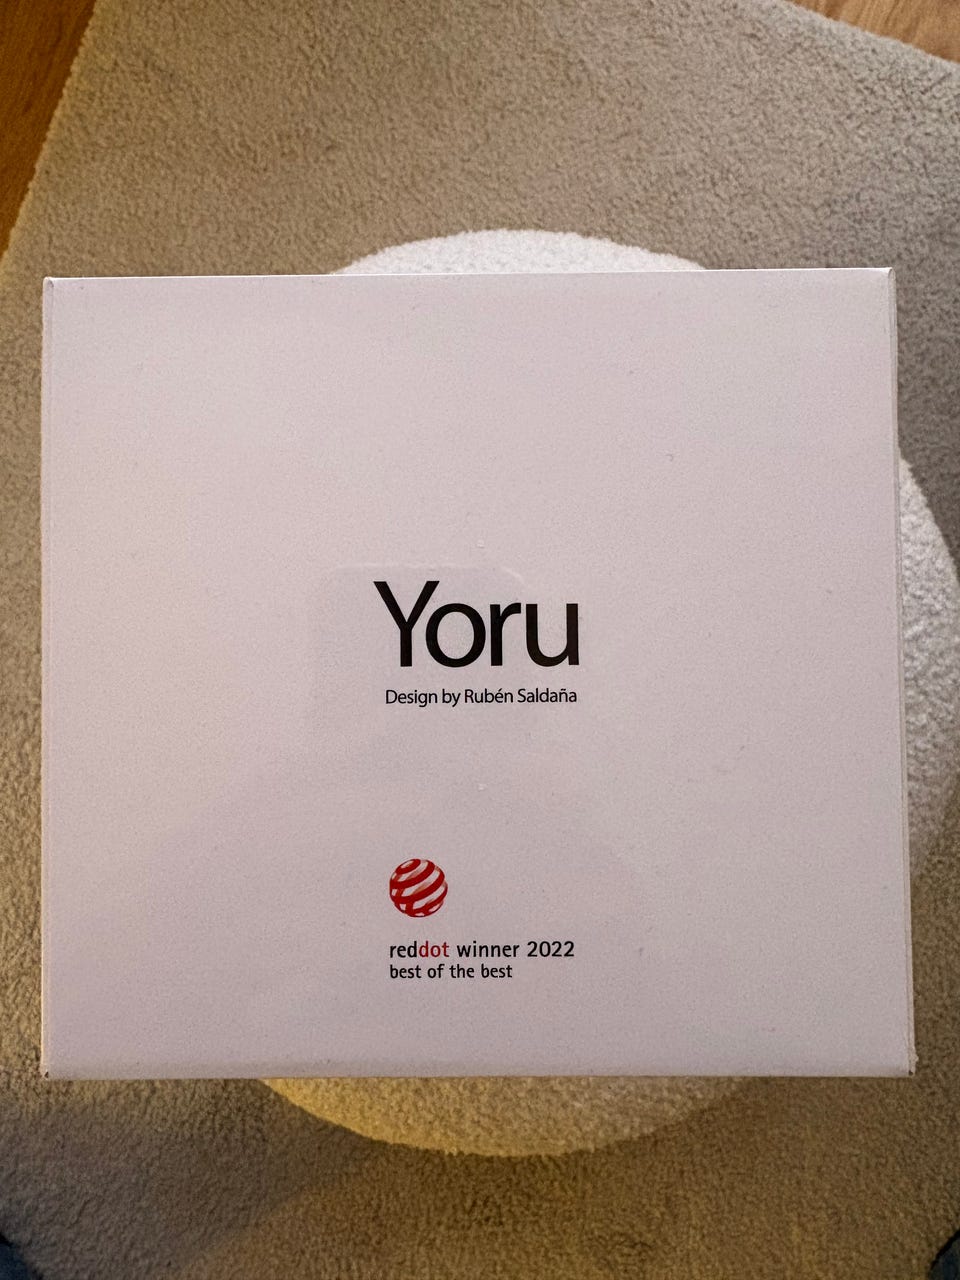 Yoru
Design by Rubén Saldaña
reddot winner 2022
best of the best